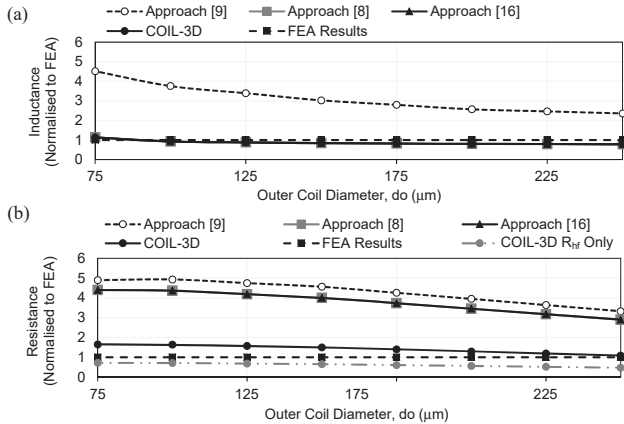 (a)
Approach [9]
Approach [8]
Approach [16]
COIL-3D
FEA Results
Inductance
(Normalised to FEA)
6
5
4
3
2
1
0
75
125
175
225
Outer Coil Diameter, do (μm)
(b)
Approach [9]
Approach [8]
Approach [16]
COIL-3D
FEA Results
COIL-3D Rhf Only
Resistance
(Normalised to FEA)
6
5
4
3
2
1
0
75
125
175
225
Outer Coil Diameter, do (μm)